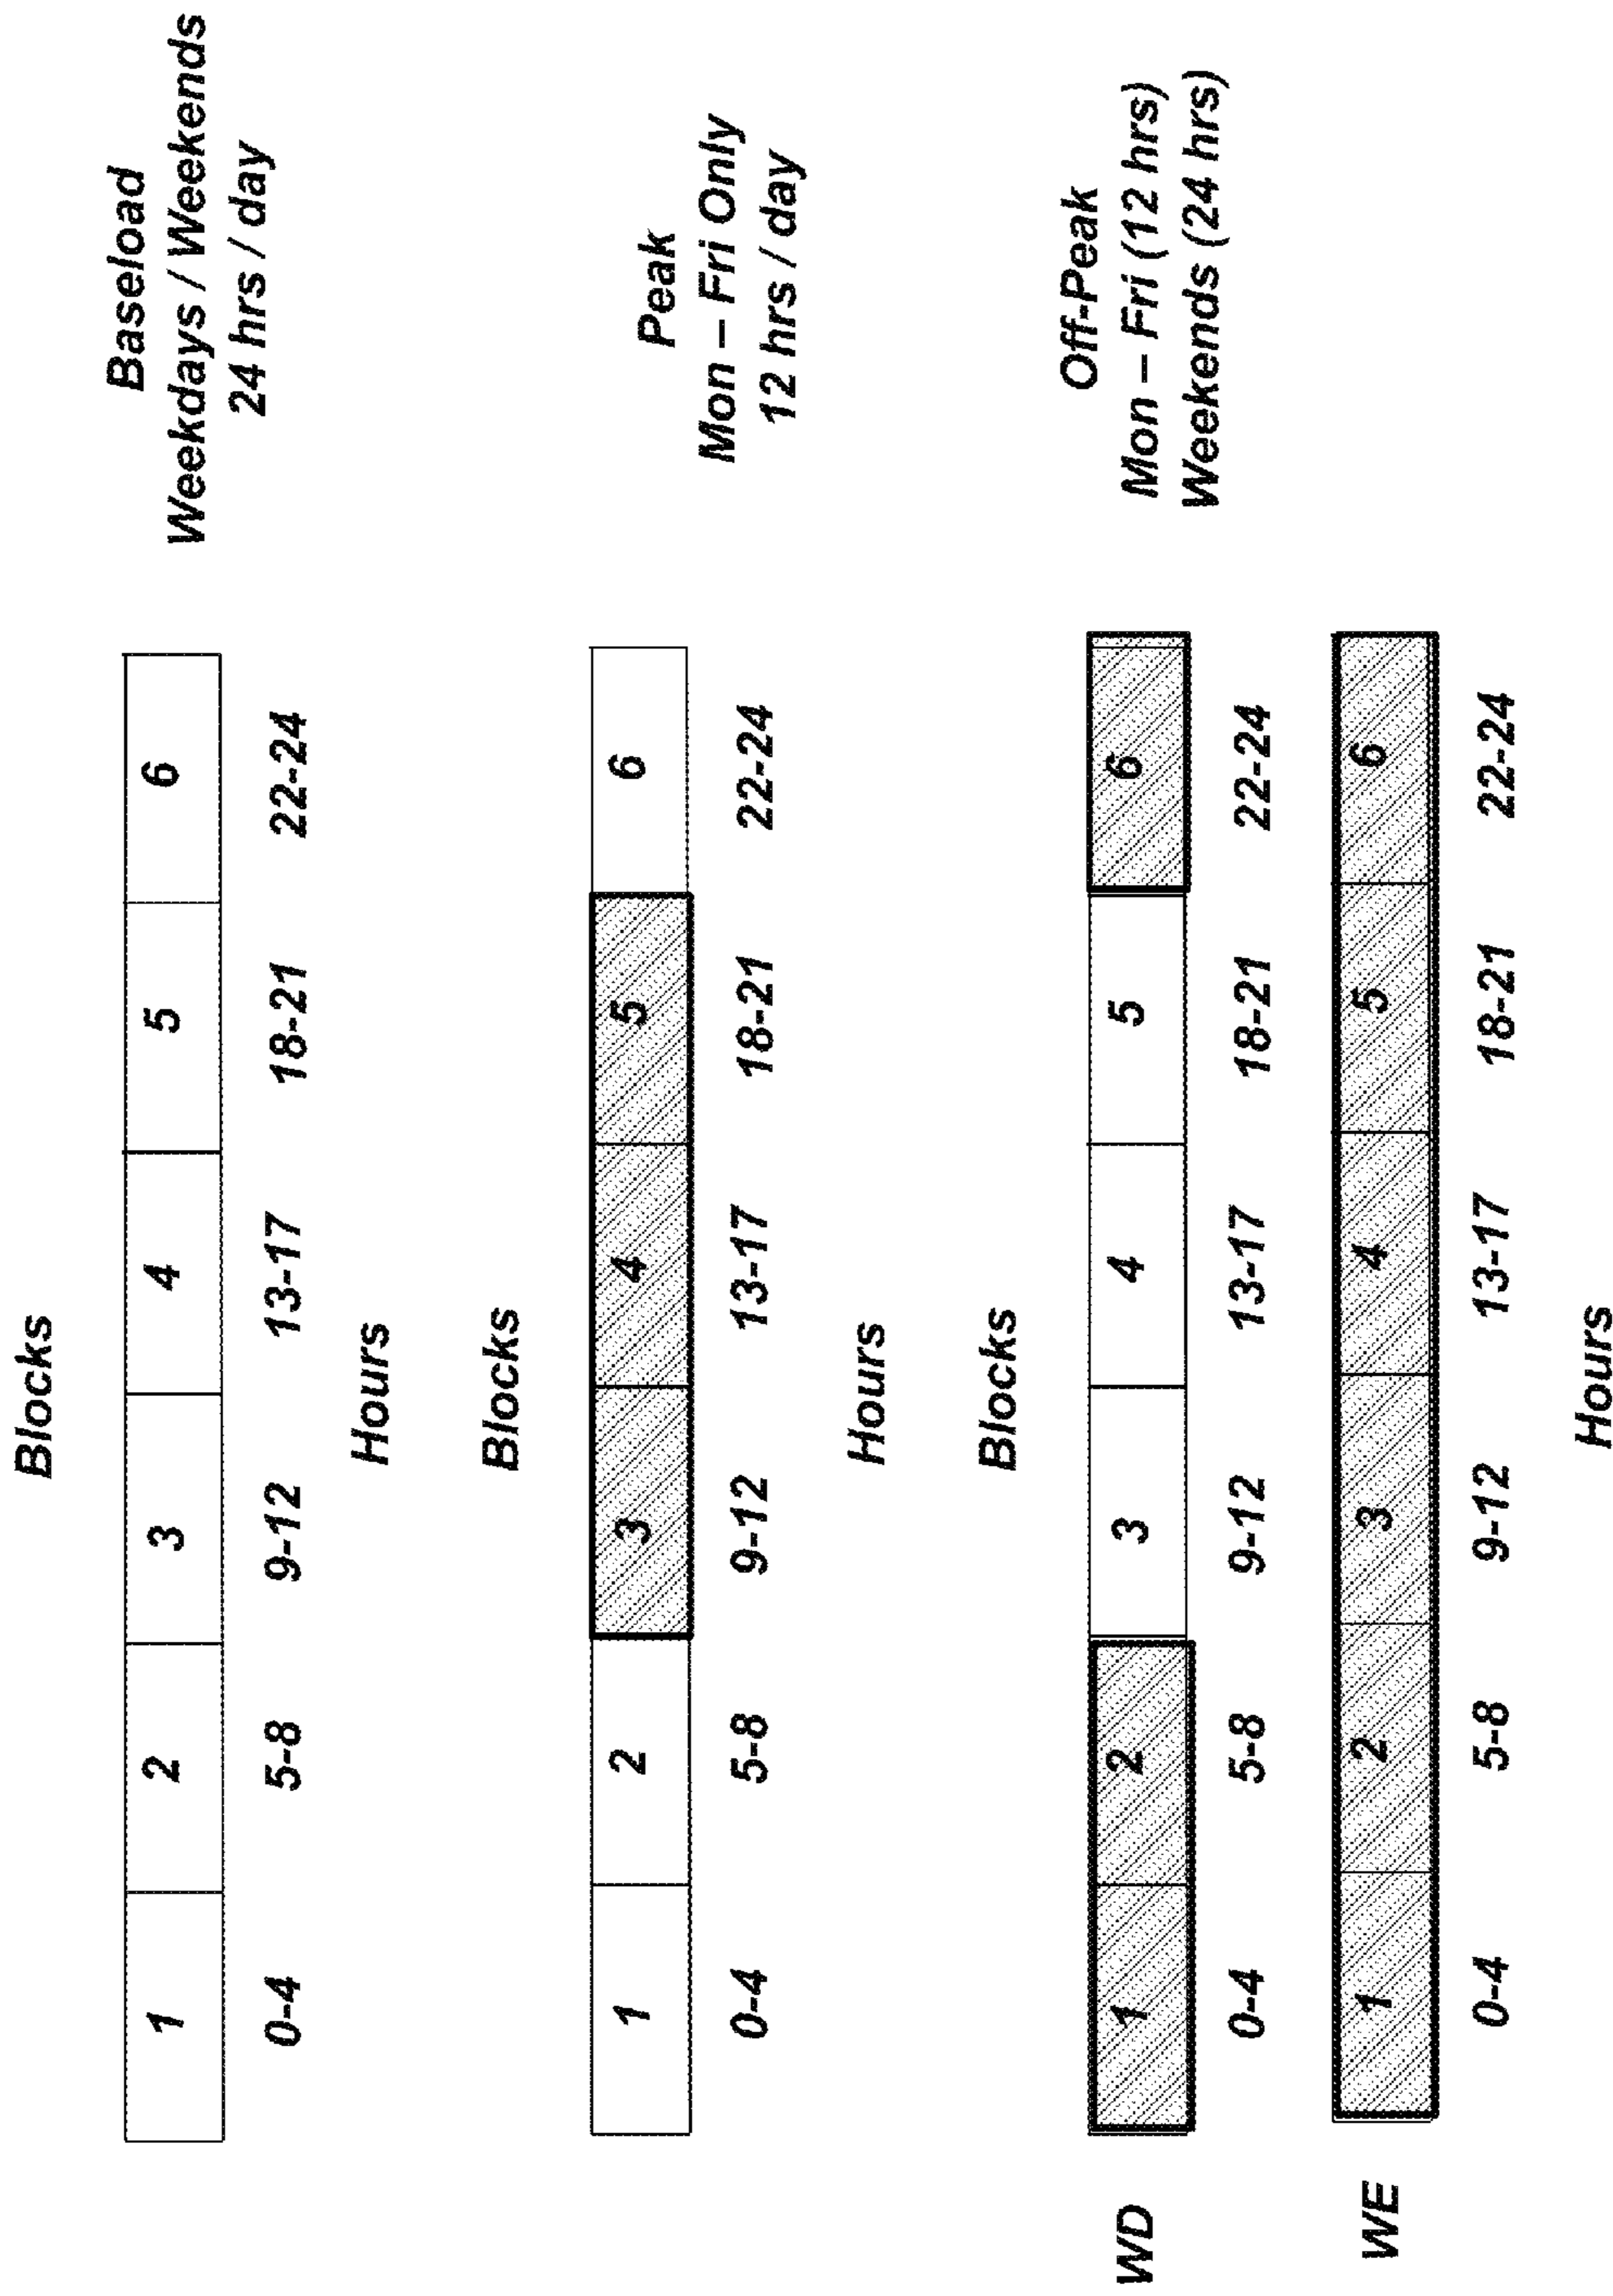 Blocks
1 2 3 4 5 6
Baseload
Weekdays / Weekends
24 hrs / day
0-4 5-8 9-12 13-17 18-21 22-24
Hours
Blocks
1 2 3 4 5 6
Peak
Mon – Fri Only
12 hrs / day
0-4 5-8 9-12 13-17 18-21 22-24
Hours
Blocks
Off-Peak
Mon – Fri (12 hrs)
Weekends (24 hrs)
WD 1 2 3 4 5 6
0-4 5-8 9-12 13-17 18-21 22-24
WE 1 2 3 4 5 6
0-4 5-8 9-12 13-17 18-21 22-24
Hours